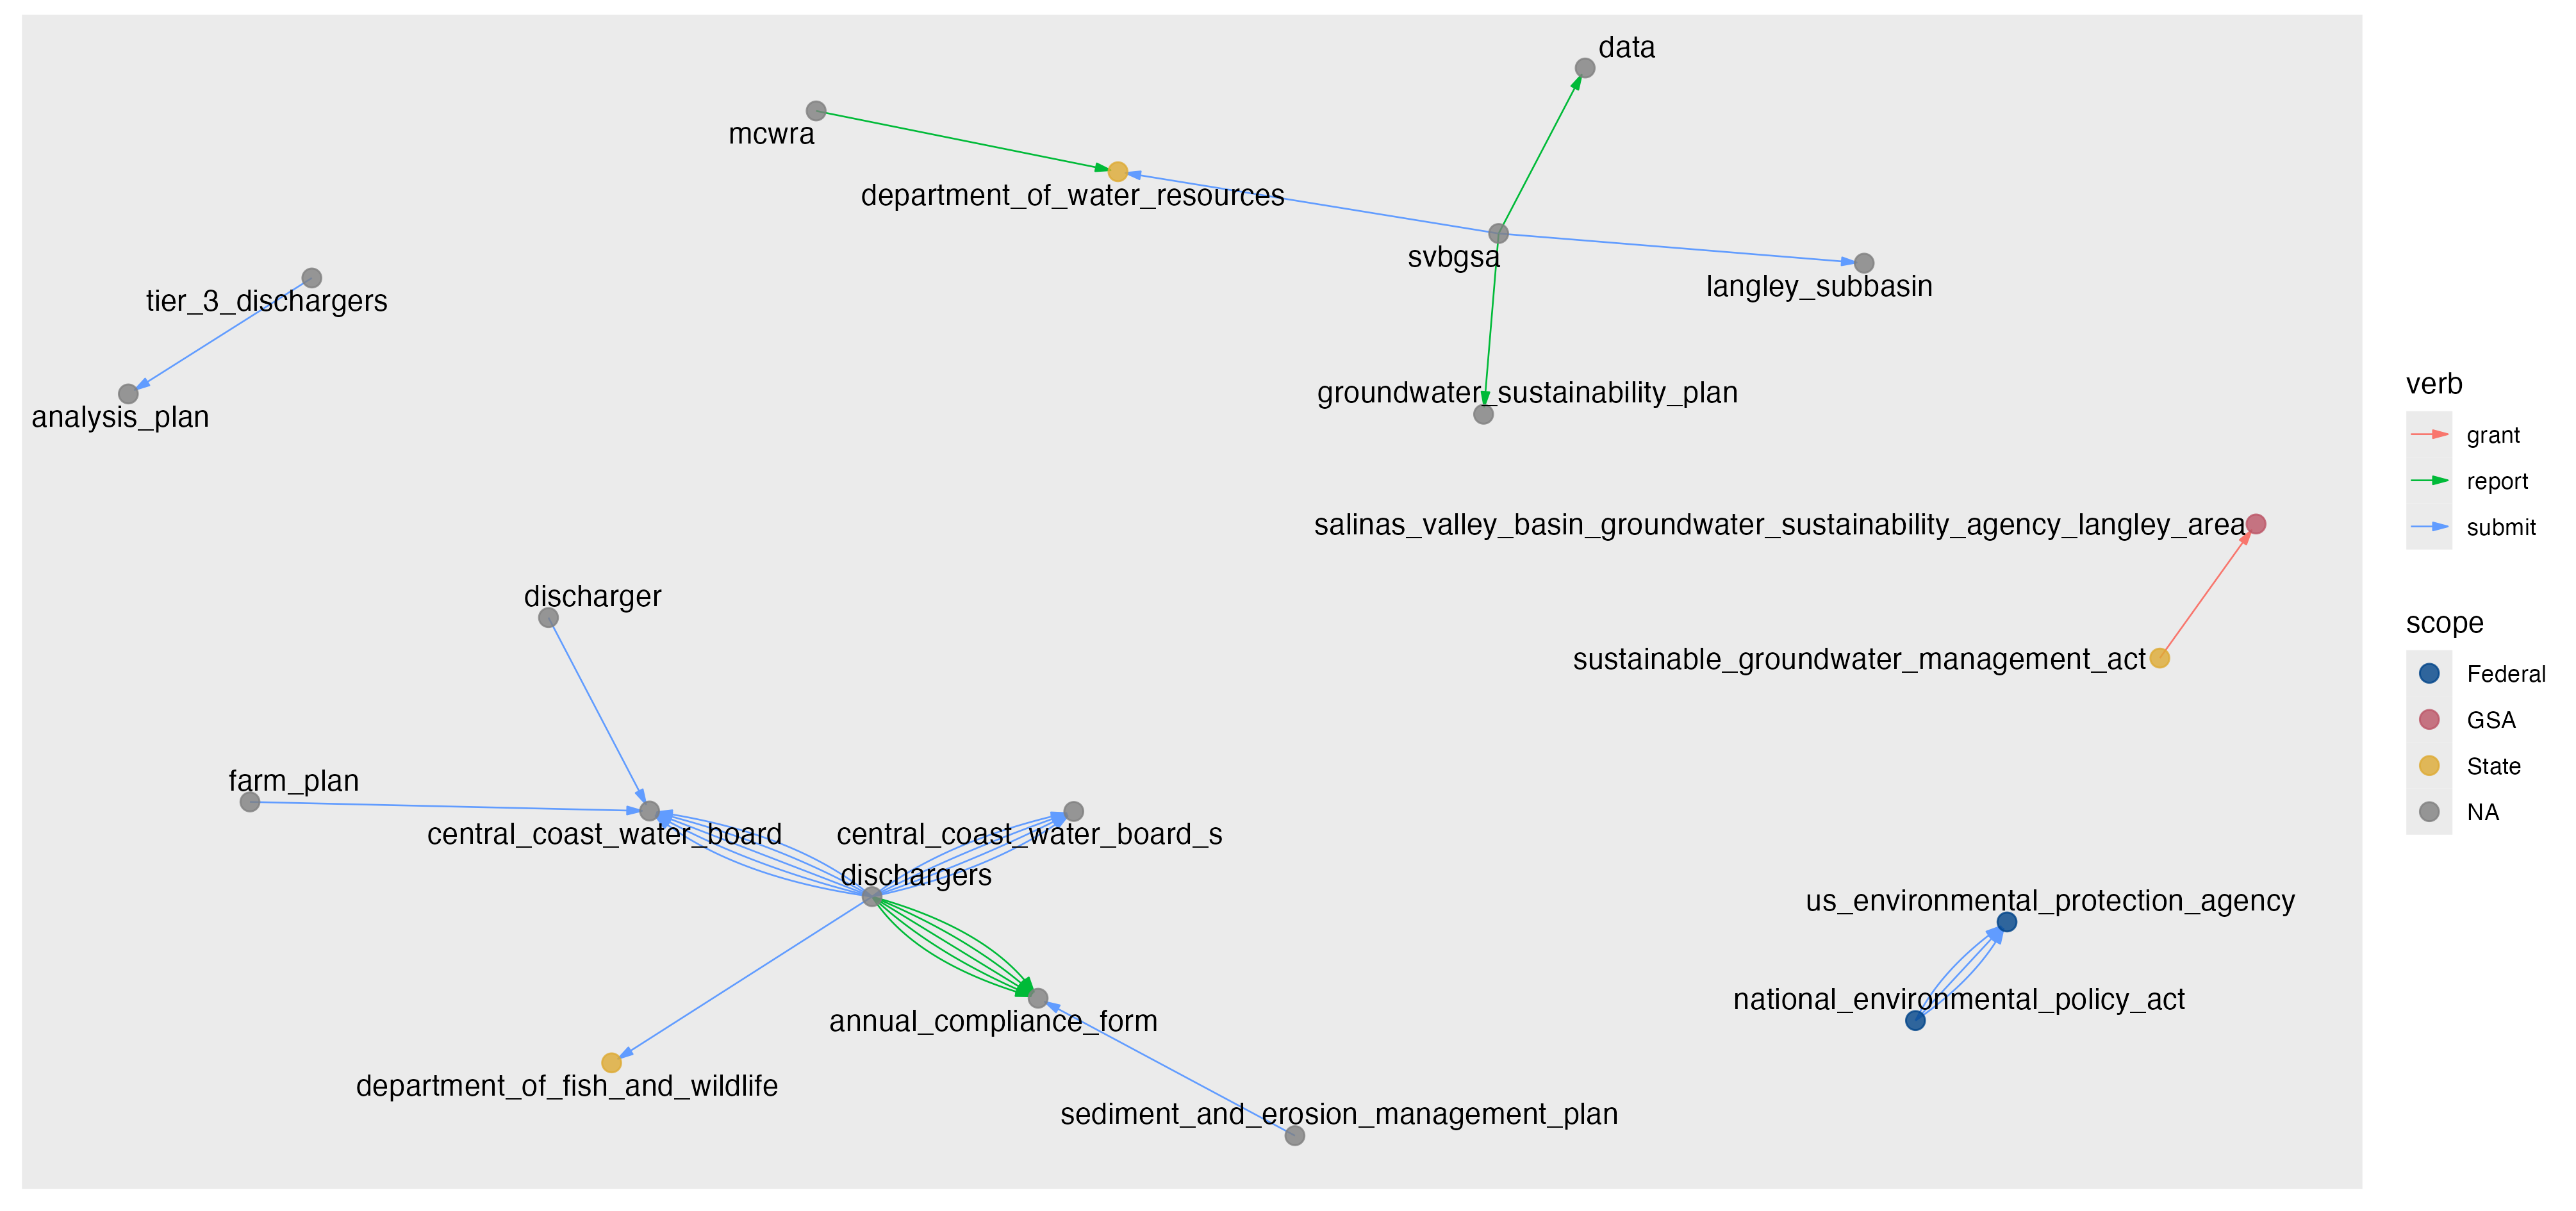 data
mcwra
department_of_water_resources
svbgsa
langley_subbasin
tier_3_dischargers
analysis_plan
groundwater_sustainability_plan
salinas_valley_basin_groundwater_sustainability_agency_langley_area
discharger
sustainable_groundwater_management_act
farm_plan
central_coast_water_board
central_coast_water_board_s
dischargers
us_environmental_protection_agency
national_environmental_policy_act
annual_compliance_form
department_of_fish_and_wildlife
sediment_and_erosion_management_plan
verb
grant
report
submit
scope
Federal
GSA
State
NA